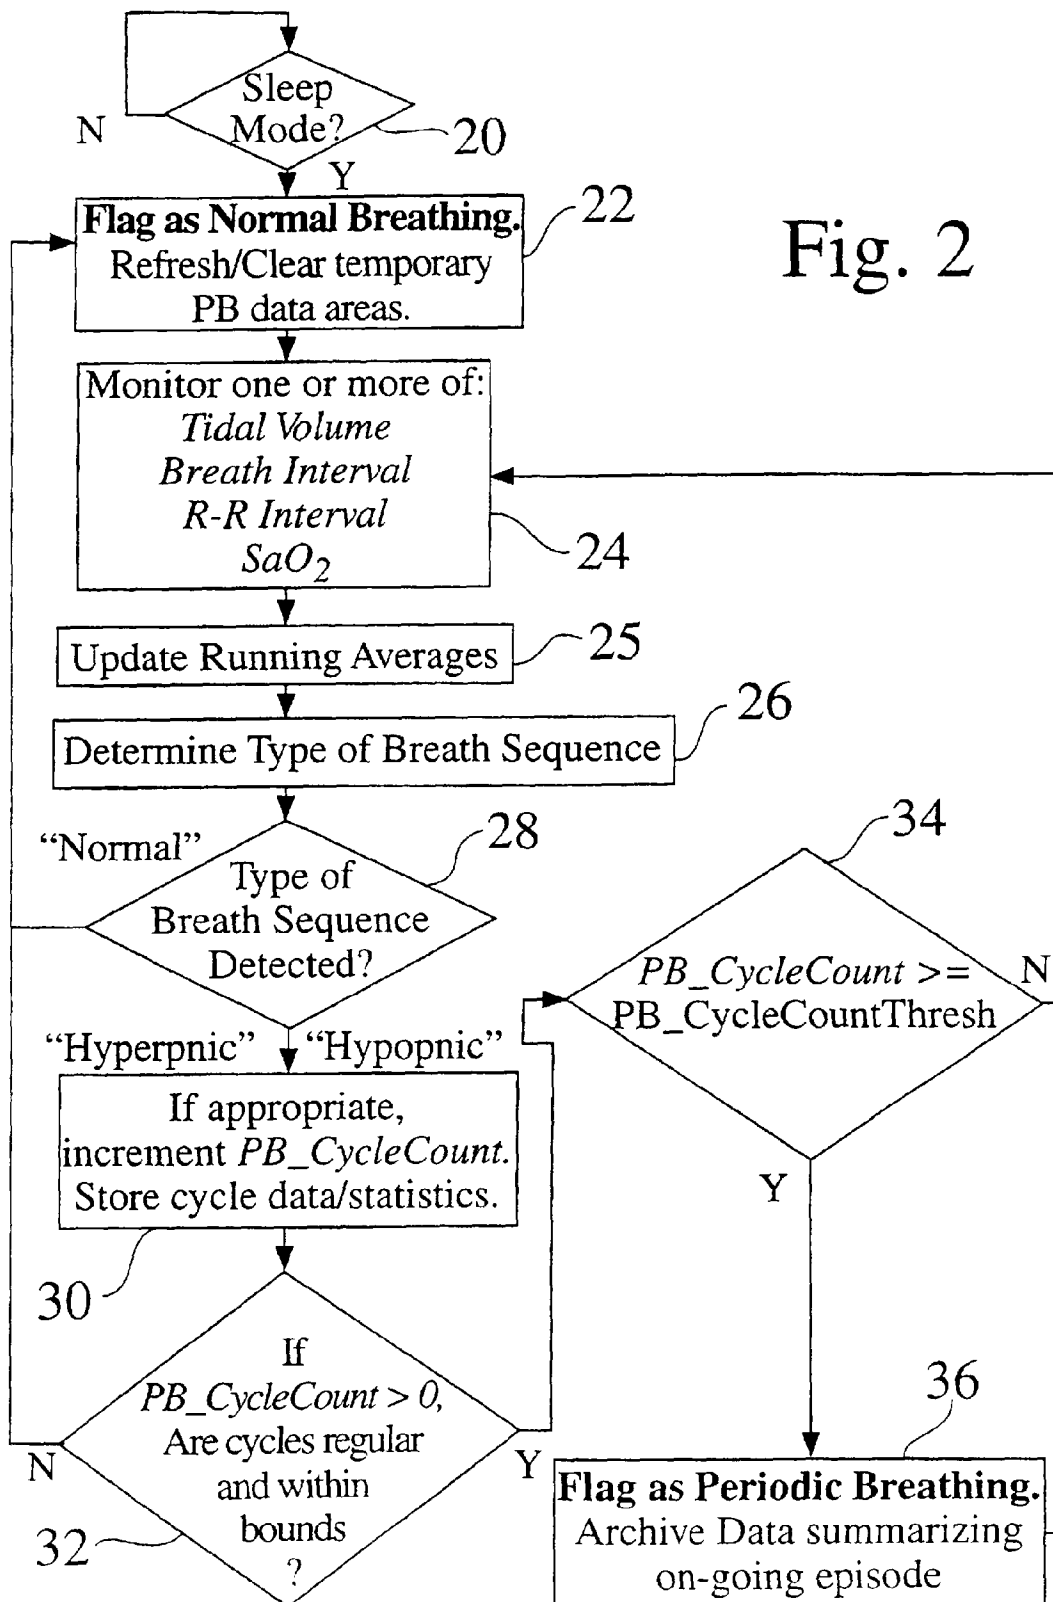 Sleep
Mode?
N
20
Y
Flag as Normal Breathing.
Refresh/Clear temporary
PB data areas.
22
Fig. 2
Monitor one or more of:
Tidal Volume
Breath Interval
R-R Interval
SaO2
24
Update Running Averages
25
Determine Type of Breath Sequence
26
"Normal"
28
Type of
Breath Sequence
Detected?
"Hyperpnic" "Hypopnic"
If appropriate,
increment PB_CycleCount.
Store cycle data/statistics.
30
If
PB_CycleCount > 0,
Are cycles regular
and within
bounds
?
N
Y
32
34
PB_CycleCount >=
PB_CycleCountThresh
N
Y
36
Flag as Periodic Breathing.
Archive Data summarizing
on-going episode